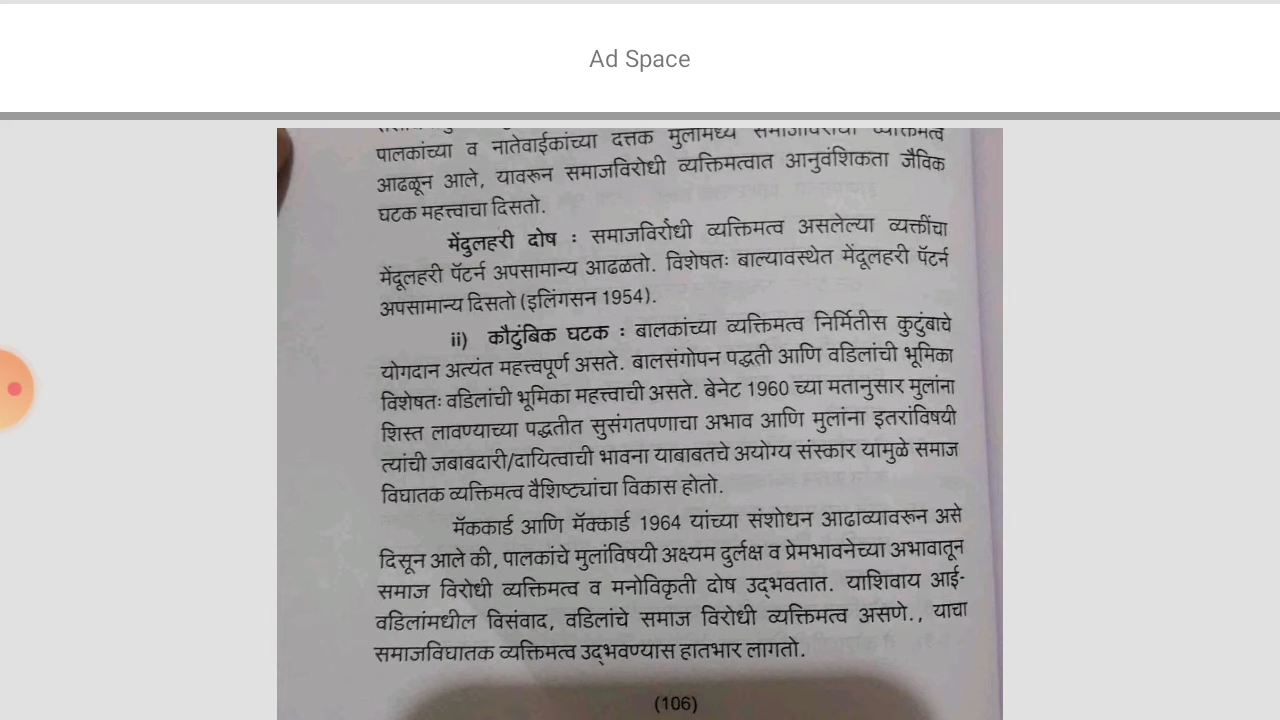 Ad Space
पालकांच्या व नातेवाईकांच्या दत्तक मुलांमध्ये समाजविरोधी व्यक्तिमत्व
आढळून आले, यावरून समाजविरोधी व्यक्तिमत्वात आनुवंशिकता जैविक
घटक महत्त्वाचा दिसतो.
मेंदुलहरी दोष : समाजविरोधी व्यक्तिमत्व असलेल्या व्यक्तींचा
मेंदूलहरी पॅटर्न अपसामान्य आढळतो. विशेषतः बाल्यावस्थेत मेंदूलहरी पॅटर्न
अपसामान्य दिसतो (इलिंगसन 1954).
ii) कौटुंबिक घटक : बालकांच्या व्यक्तिमत्व निर्मितीस कुटुंबाचे
योगदान अत्यंत महत्त्वपूर्ण असते. बालसंगोपन पद्धती आणि वडिलांची भूमिका
विशेषतः वडिलांची भूमिका महत्त्वाची असते. बेनेट 1960 च्या मतानुसार मुलांना
शिस्त लावण्याच्या पद्धतीत सुसंगतपणाचा अभाव आणि मुलांना इतरांविषयी
त्यांची जबाबदारी/दायित्वाची भावना याबाबतचे अयोग्य संस्कार यामुळे समाज
विघातक व्यक्तिमत्व वैशिष्ट्यांचा विकास होतो.
मॅककार्ड आणि मॅक्कार्ड 1964 यांच्या संशोधन आढाव्यावरून असे
दिसून आले की, पालकांचे मुलांविषयी अक्ष्यम दुर्लक्ष व प्रेमभावनेच्या अभावातून
समाज विरोधी व्यक्तिमत्व व मनोविकृती दोष उद्‌भवतात. याशिवाय आई-
वडिलांमधील विसंवाद, वडिलांचे समाज विरोधी व्यक्तिमत्व असणे., याचा
समाजविघातक व्यक्तिमत्व उद्‌भवण्यास हातभार लागतो.
(106)